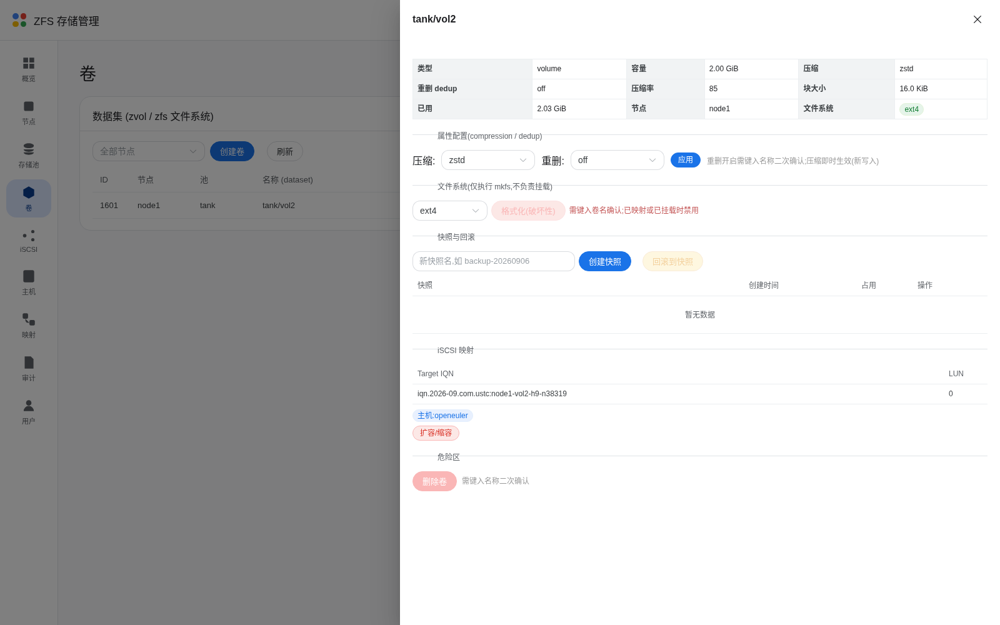 ZFS 存储管理
概览
节点
存储池
卷
iSCSI
主机
映射
审计
用户
卷
数据集 (zvol / zfs 文件系统)
全部节点 创建卷 刷新
ID 节点 池 名称 (dataset)
1601 node1 tank tank/vol2
tank/vol2
类型 volume 容量 2.00 GiB 压缩 zstd
重删 dedup off 压缩率 85 块大小 16.0 KiB
已用 2.03 GiB 节点 node1 文件系统 ext4
属性配置(compression / dedup)
压缩: zstd 重删: off 应用 重删开启需键入名称二次确认;压缩即时生效(新写入)
文件系统(仅执行 mkfs,不负责挂载)
ext4 格式化(破坏性) 需键入卷名确认;已映射或已挂载时禁用
快照与回滚
新快照名,如 backup-20260906 创建快照 回滚到快照
快照 创建时间 占用 操作
暂无数据
iSCSI 映射
Target IQN LUN
iqn.2026-09.com.ustc:node1-vol2-h9-n38319 0
主机:openeuler
扩容/缩容
危险区
删除卷 需键入名称二次确认